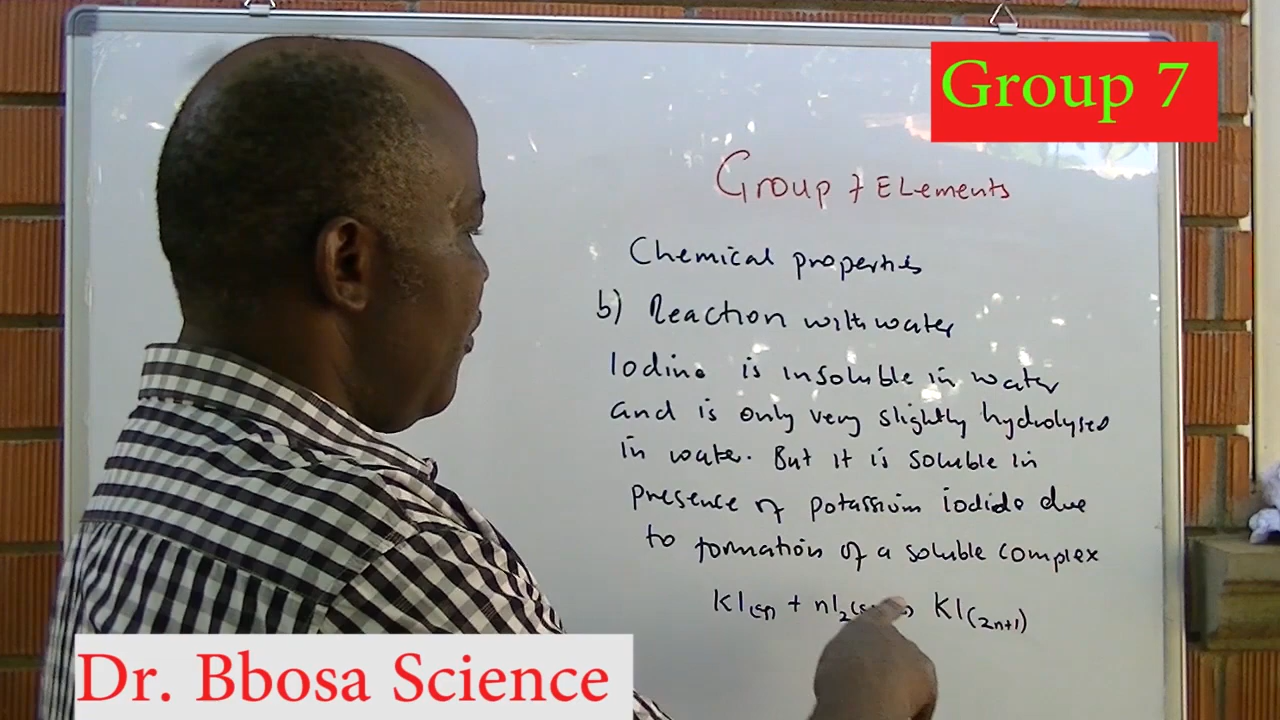 Group 7
Group 7 Elements
Chemical properties
b) Reaction with water
Iodine is insoluble in water
and is only very slightly hydrolysed
in water. But it is soluble in
presence of potassium iodide due
to formation of a soluble complex
KI(s) + nI2(s KI(2n+1)
Dr. Bbosa Science